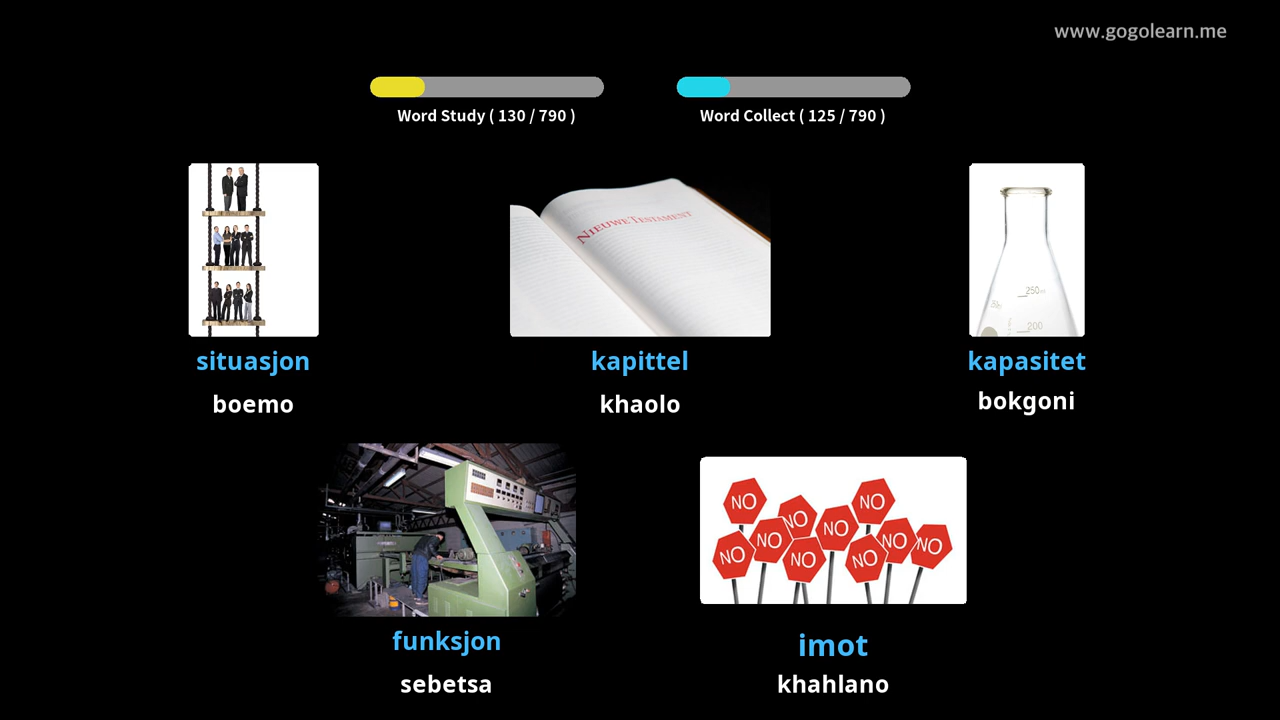 www.gogolearn.me
Word Study ( 130 / 790 )
Word Collect ( 125 / 790 )
NIEUWE TESTAMENT
250
200
situasjon
kapittel
kapasitet
boemo
khaolo
bokgoni
NO
NO
NO
NO
NO
NO
NO
NO
NO
NO
funksjon
imot
sebetsa
khahlano